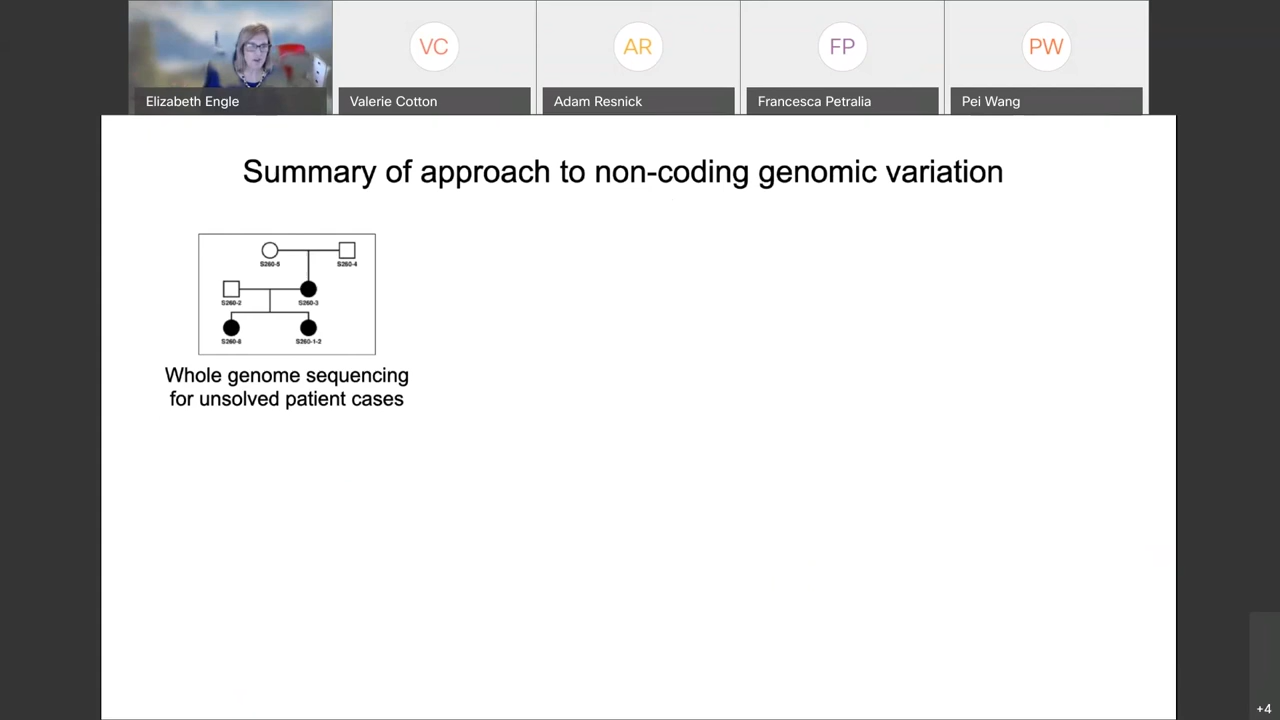 VC
AR
FP
PW
Elizabeth Engle
Valerie Cotton
Adam Resnick
Francesca Petralia
Pei Wang
Summary of approach to non-coding genomic variation
S260-5
S260-4
S260-2
S260-3
S260-6
S260-1-2
Whole genome sequencing
for unsolved patient cases
+4